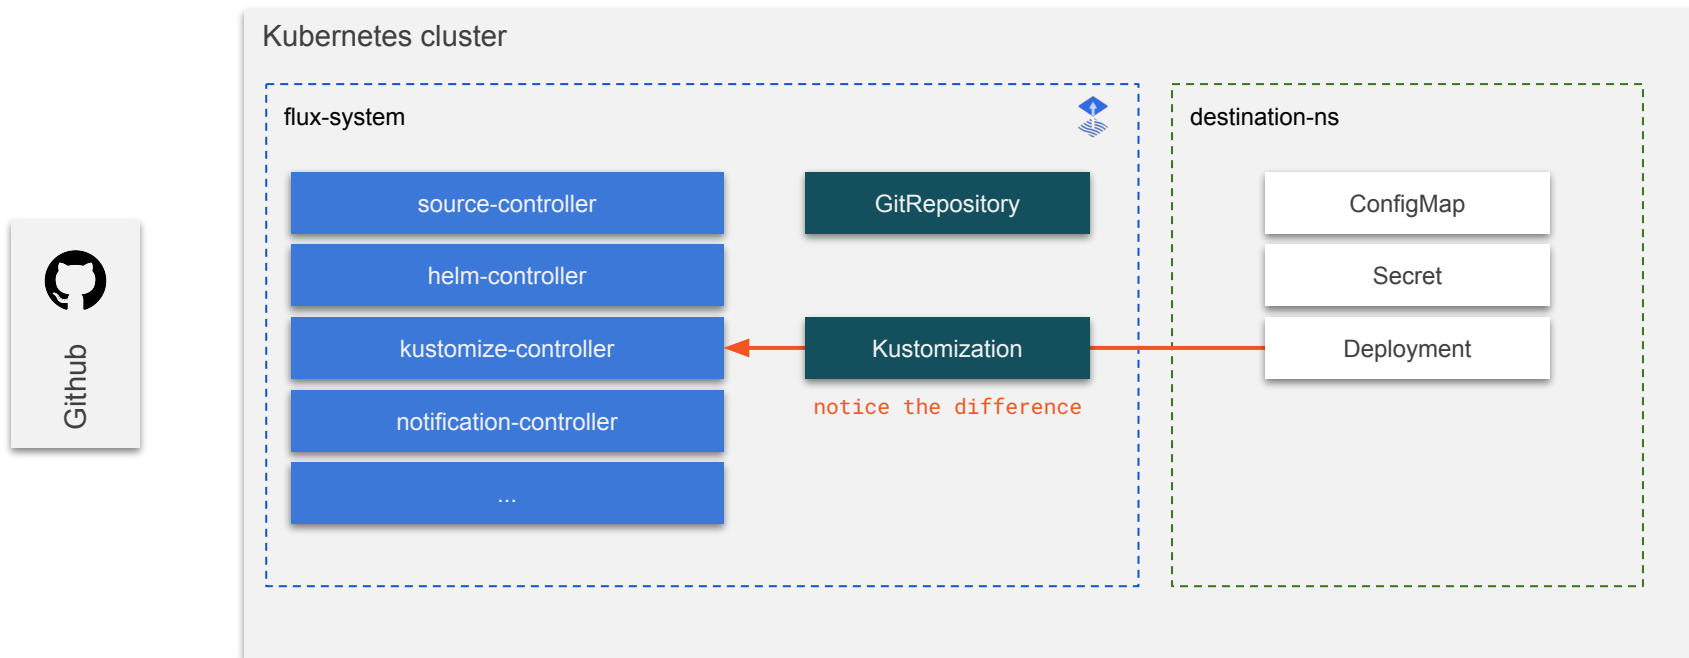 Kubernetes cluster
flux-system
destination-ns
source-controller
GitRepository
ConfigMap
helm-controller
Secret
kustomize-controller
Kustomization
Deployment
notice the difference
notification-controller
...
Github